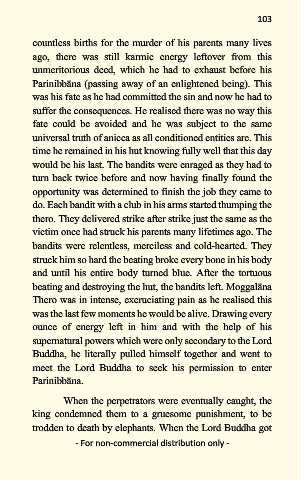 103
countless births for the murder of his parents many lives
ago, there was still karmic energy leftover from this
unmeritorious deed, which he had to exhaust before his
Parinibbāna (passing away of an enlightened being). This
was his fate as he had committed the sin and now he had to
suffer the consequences. He realised there was no way this
fate could be avoided and he was subject to the same
universal truth of anicca as all conditioned entities are. This
time he remained in his hut knowing fully well that this day
would be his last. The bandits were enraged as they had to
turn back twice before and now having finally found the
opportunity was determined to finish the job they came to
do. Each bandit with a club in his arms started thumping the
thero. They delivered strike after strike just the same as the
victim once had struck his parents many lifetimes ago. The
bandits were relentless, merciless and cold-hearted. They
struck him so hard the beating broke every bone in his body
and until his entire body turned blue. After the tortuous
beating and destroying the hut, the bandits left. Moggalāna
Thero was in intense, excruciating pain as he realised this
was the last few moments he would be alive. Drawing every
ounce of energy left in him and with the help of his
supernatural powers which were only secondary to the Lord
Buddha, he literally pulled himself together and went to
meet the Lord Buddha to seek his permission to enter
Parinibbāna.
When the perpetrators were eventually caught, the
king condemned them to a gruesome punishment, to be
trodden to death by elephants. When the Lord Buddha got
- For non-commercial distribution only -